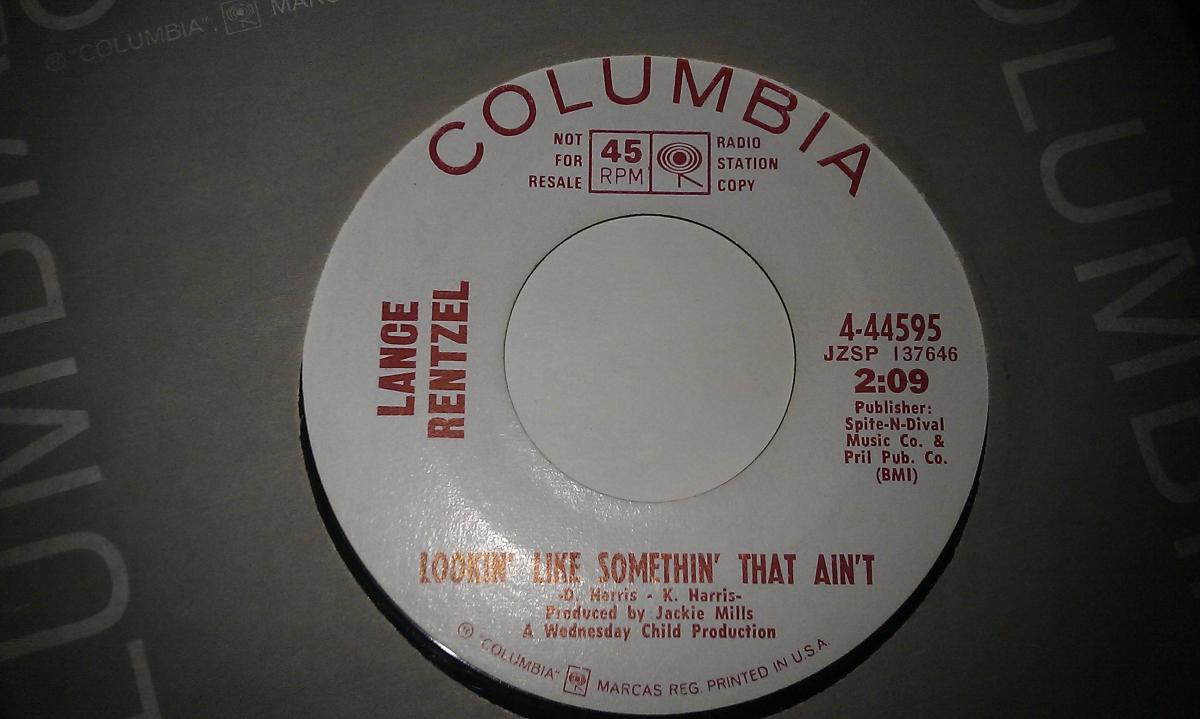 ℗ "COLUMBIA",
COLUMBIA
NOT FOR RESALE
45 RPM
RADIO STATION COPY
LANCE
RENTZEL
4-44595
JZSP 137646
2:09
Publisher:
Spite-N-Dival
Music Co. &
Pril Pub. Co.
(BMI)
LOOKIN' LIKE SOMETHIN' THAT AIN'T
-D. Harris - K. Harris-
Produced by Jackie Mills
A Wednesday Child Production
℗ "COLUMBIA" MARCAS REG. PRINTED IN U.S.A.